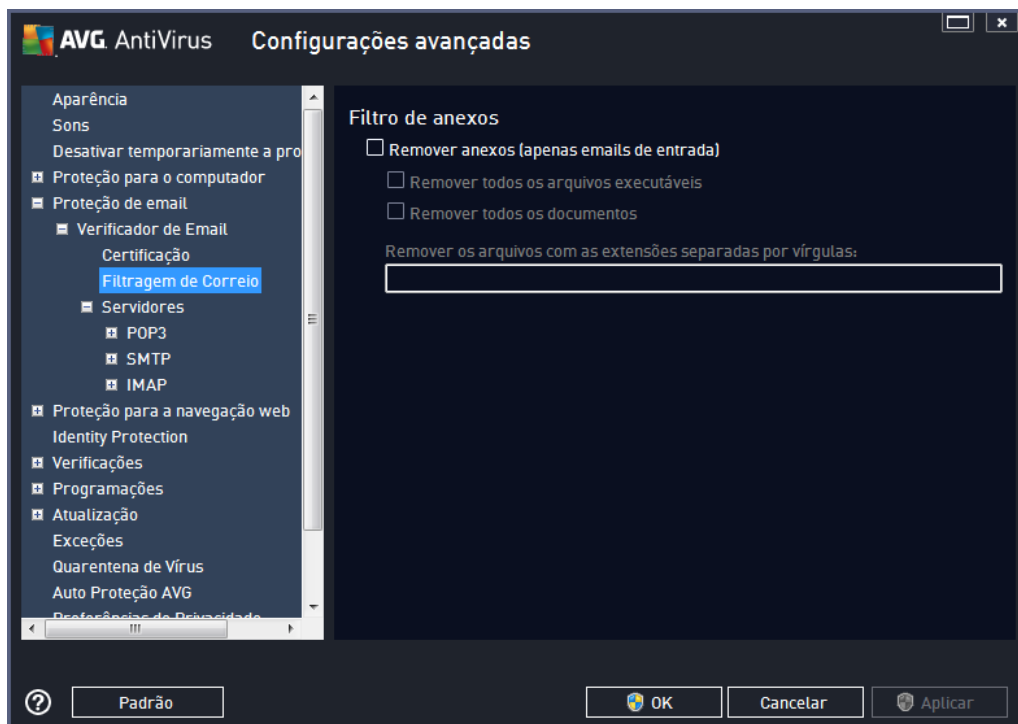 AVG. AntiVirus Configurações avançadas
Aparência
Sons
Desativar temporariamente a pro
Proteção para o computador
Proteção de email
Verificador de Email
Certificação
Filtragem de Correio
Servidores
POP3
SMTP
IMAP
Proteção para a navegação web
Identity Protection
Verificações
Programações
Atualização
Exceções
Quarentena de Vírus
Auto Proteção AVG
Preferências de Privacidade
Filtro de anexos
Remover anexos (apenas emails de entrada)
Remover todos os arquivos executáveis
Remover todos os documentos
Remover os arquivos com as extensões separadas por vírgulas:
? Padrão OK Cancelar Aplicar